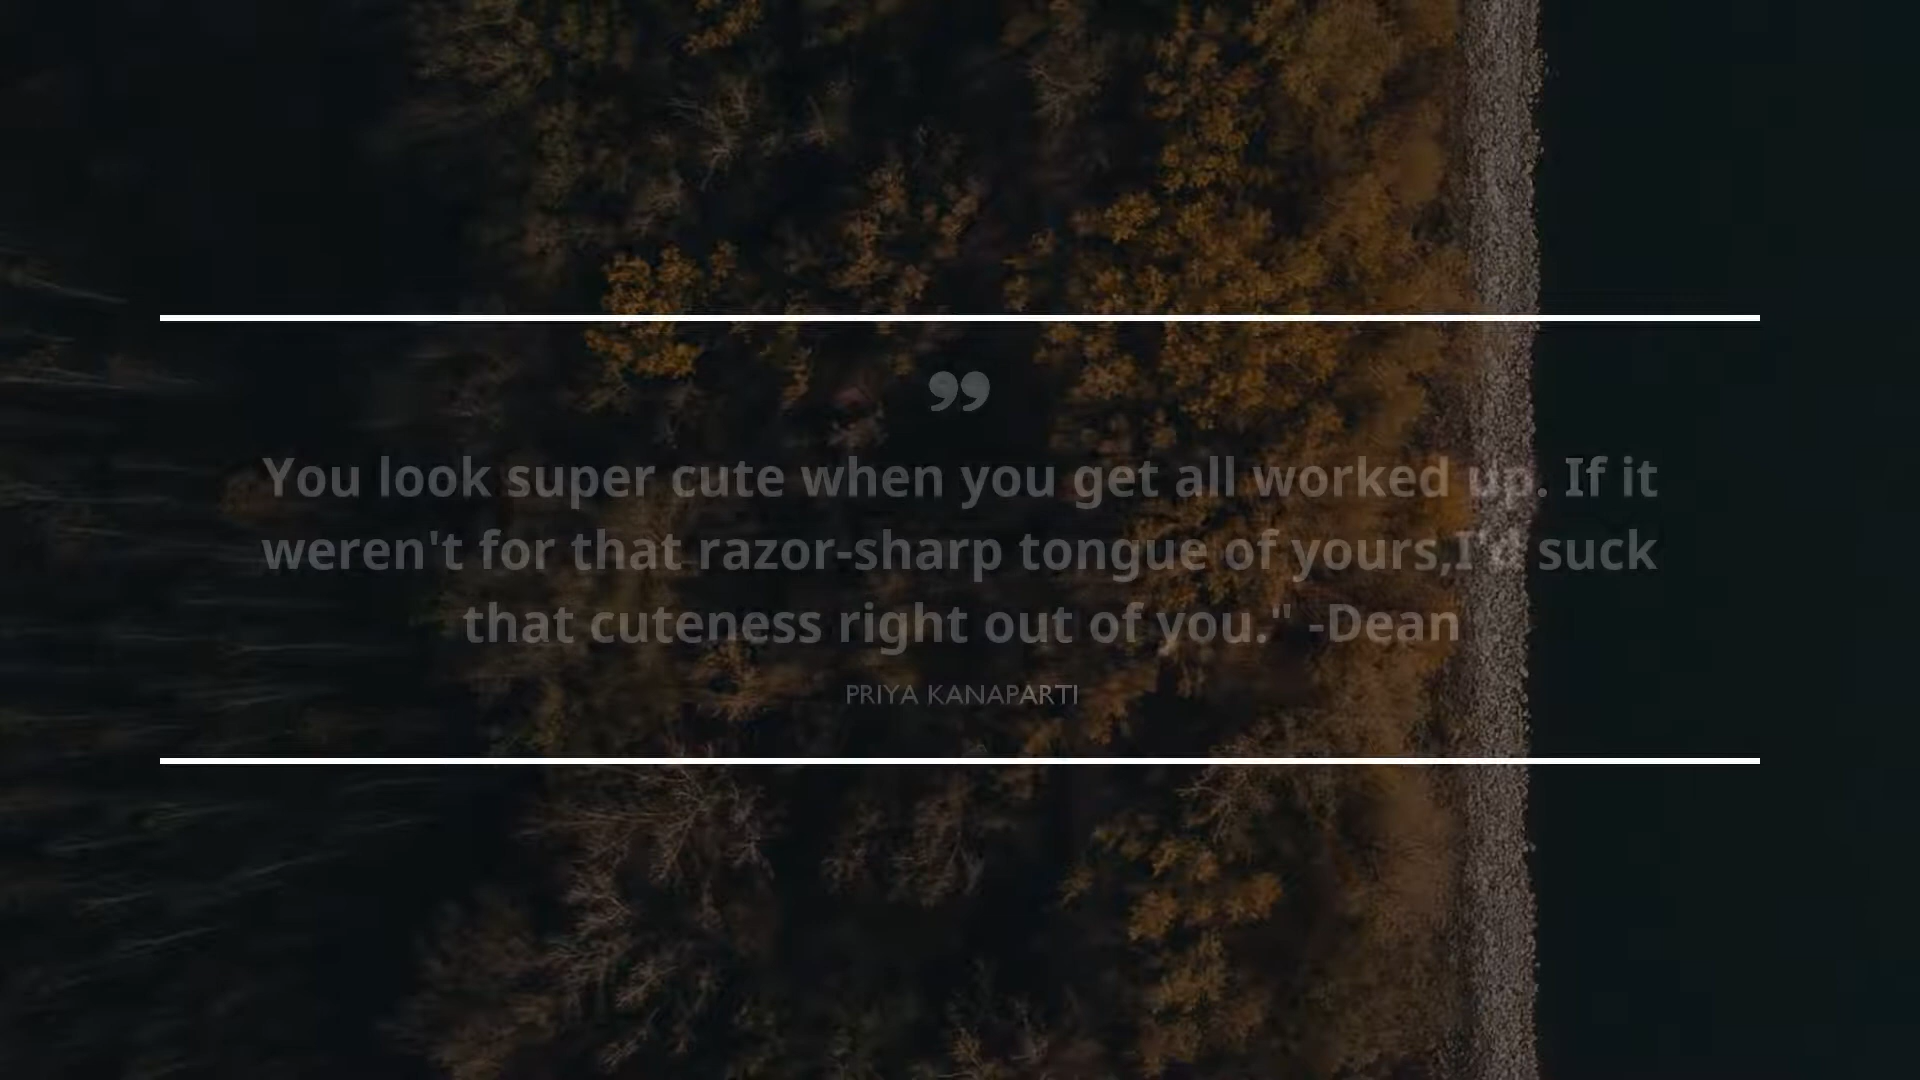 ”
You look super cute when you get all worked up. If it
weren't for that razor-sharp tongue of yours,I'd suck
that cuteness right out of you." -Dean
PRIYA KANAPARTI